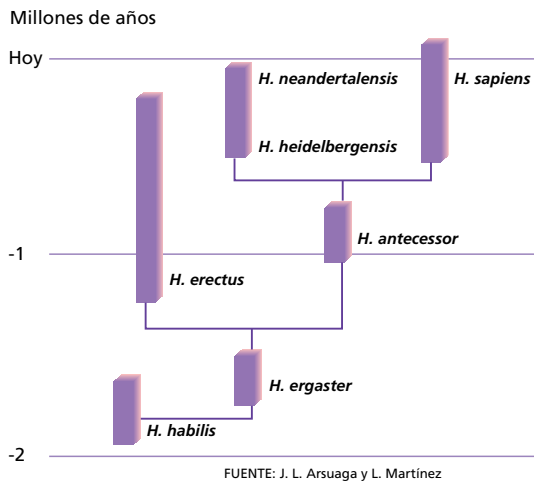 Millones de años
Hoy
H. neandertalensis
H. sapiens
H. heidelbergensis
H. antecessor
-1
H. erectus
H. ergaster
H. habilis
-2
FUENTE: J. L. Arsuaga y L. Martínez